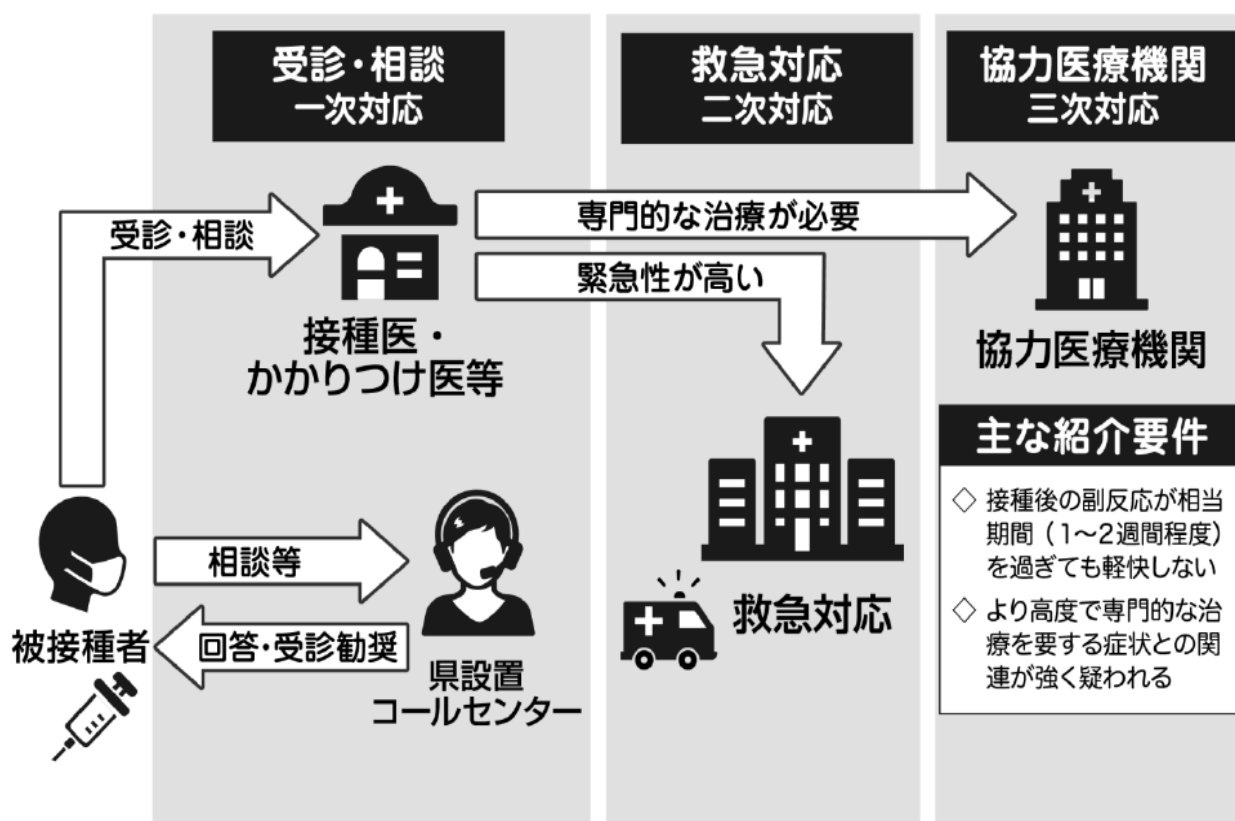 受診・相談
一次対応
救急対応
二次対応
協力医療機関
三次対応
受診・相談
専門的な治療が必要
緊急性が高い
接種医・
かかりつけ医等
協力医療機関
主な紹介要件
◇ 接種後の副反応が相当
期間（1〜2週間程度）
を過ぎても軽快しない
◇ より高度で専門的な治
療を要する症状との関
連が強く疑われる
相談等
回答・受診勧奨
被接種者
県設置
コールセンター
救急対応